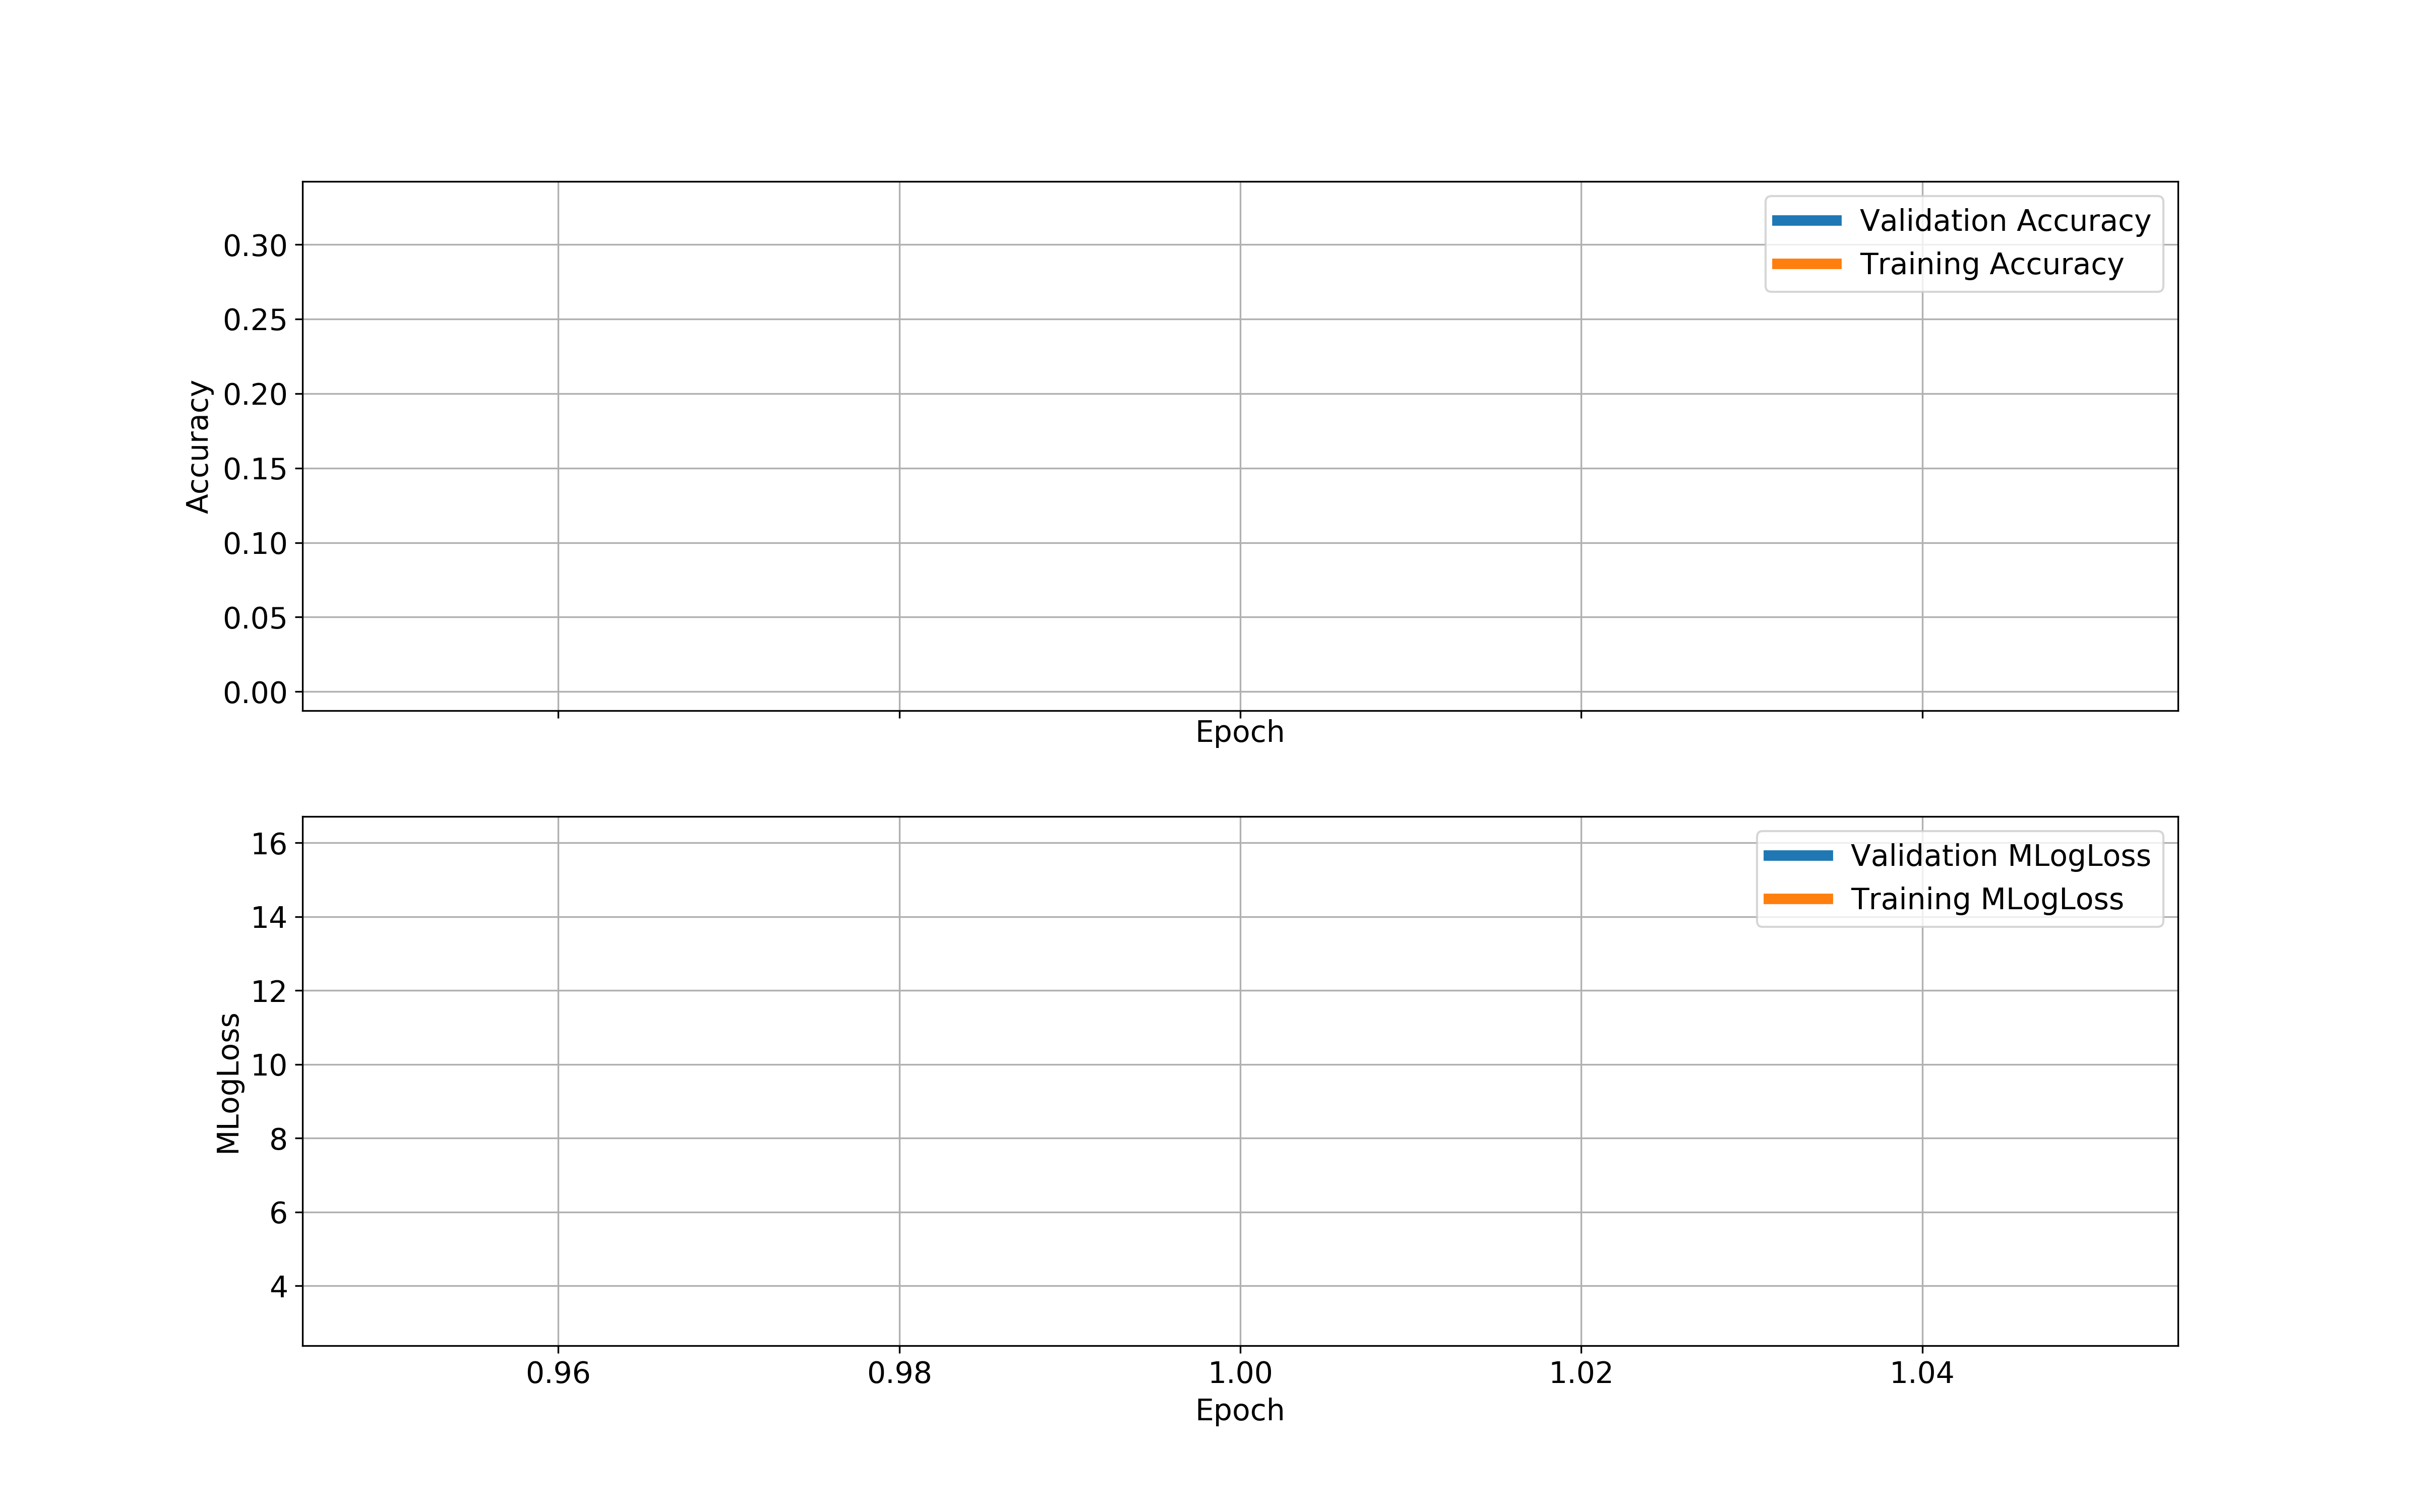 Validation Accuracy
Training Accuracy
0.30
0.25
0.20
0.15
0.10
0.05
0.00
Accuracy
Epoch
Validation MLogLoss
Training MLogLoss
16
14
12
10
8
6
4
MLogLoss
0.96 0.98 1.00 1.02 1.04
Epoch